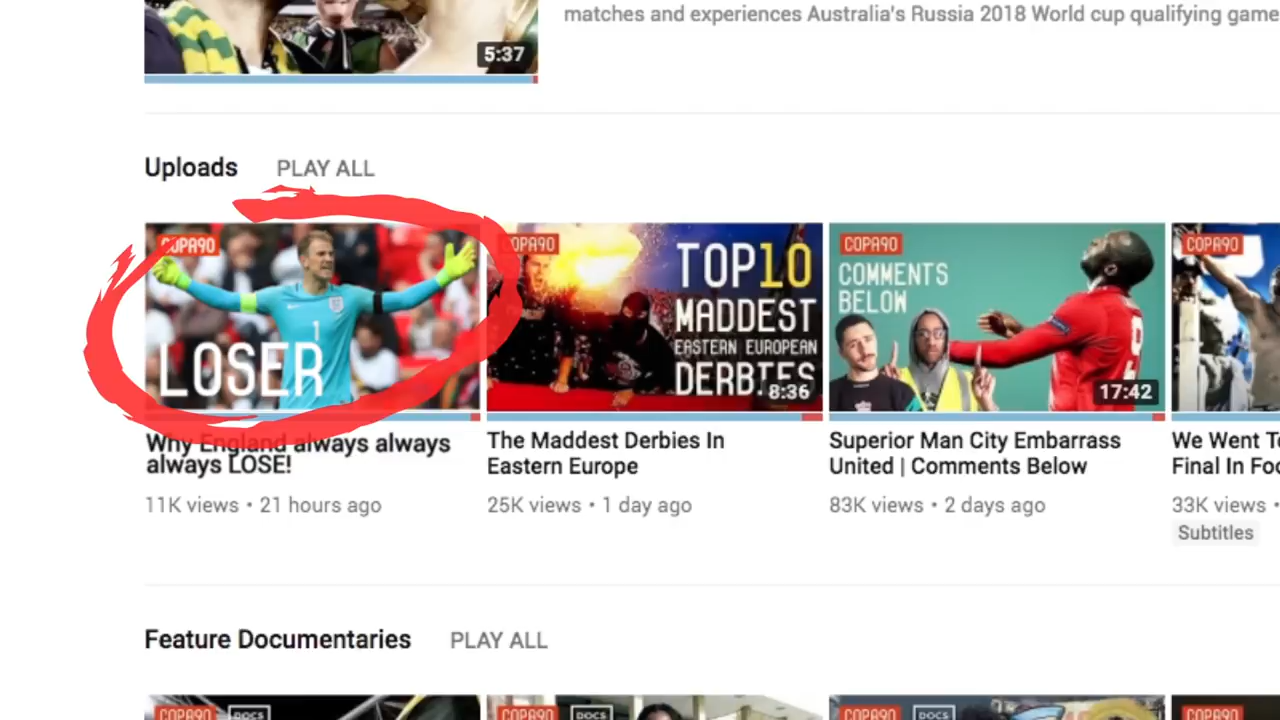 matches and experiences Australia's Russia 2018 World cup qualifying game
5:37
Uploads PLAY ALL
COPA90
LOSER
1
Why England always always
always LOSE!
11K views • 21 hours ago
COPA90
TOP10
MADDEST
EASTERN EUROPEAN
DERBIES
8:36
The Maddest Derbies In
Eastern Europe
25K views • 1 day ago
COPA90
COMMENTS
BELOW
9
17:42
Superior Man City Embarrass
United | Comments Below
83K views • 2 days ago
COPA90
We Went
Final In
33K views •
Subtitles
Feature Documentaries PLAY ALL
COPA90 DOCS
COPA90 DOCS
COPA90 DOCS
COPA90